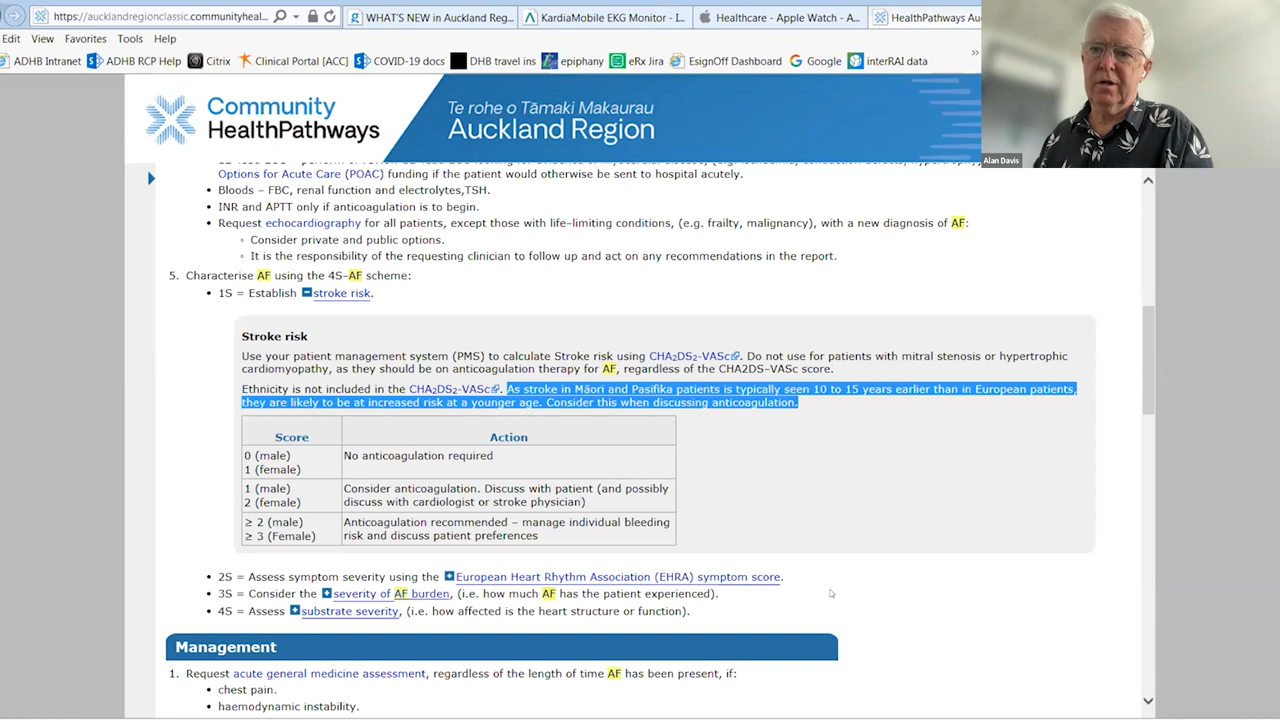 https://aucklandregionclassic.communityheal...
WHAT'S NEW in Auckland Reg...
KardiaMobile EKG Monitor - I...
Healthcare - Apple Watch - A...
HealthPathways Au
Edit View Favorites Tools Help
ADHB Intranet ADHB RCP Help Citrix Clinical Portal [ACC] COVID-19 docs DHB travel ins epiphany eRx Jira EsignOff Dashboard Google interRAI data
Community
HealthPathways
Te rohe o Tāmaki Makaurau
Auckland Region
Alan Davis
Options for Acute Care (POAC) funding if the patient would otherwise be sent to hospital acutely.
• Bloods – FBC, renal function and electrolytes,TSH.
• INR and APTT only if anticoagulation is to begin.
• Request echocardiography for all patients, except those with life-limiting conditions, (e.g. frailty, malignancy), with a new diagnosis of AF:
◦ Consider private and public options.
◦ It is the responsibility of the requesting clinician to follow up and act on any recommendations in the report.
5. Characterise AF using the 4S-AF scheme:
• 1S = Establish stroke risk.
Stroke risk
Use your patient management system (PMS) to calculate Stroke risk using CHA2DS₂-VASc. Do not use for patients with mitral stenosis or hypertrophic
cardiomyopathy, as they should be on anticoagulation therapy for AF, regardless of the CHA2DS-VASc score.
Ethnicity is not included in the CHA2DS₂-VASc. As stroke in Māori and Pasifika patients is typically seen 10 to 15 years earlier than in European patients,
they are likely to be at increased risk at a younger age. Consider this when discussing anticoagulation.
Score Action
0 (male) No anticoagulation required
1 (female)
1 (male) Consider anticoagulation. Discuss with patient (and possibly
2 (female) discuss with cardiologist or stroke physician)
≥ 2 (male) Anticoagulation recommended – manage individual bleeding
≥ 3 (Female) risk and discuss patient preferences
• 2S = Assess symptom severity using the European Heart Rhythm Association (EHRA) symptom score.
• 3S = Consider the severity of AF burden, (i.e. how much AF has the patient experienced).
• 4S = Assess substrate severity, (i.e. how affected is the heart structure or function).
Management
1. Request acute general medicine assessment, regardless of the length of time AF has been present, if:
• chest pain.
• haemodynamic instability.